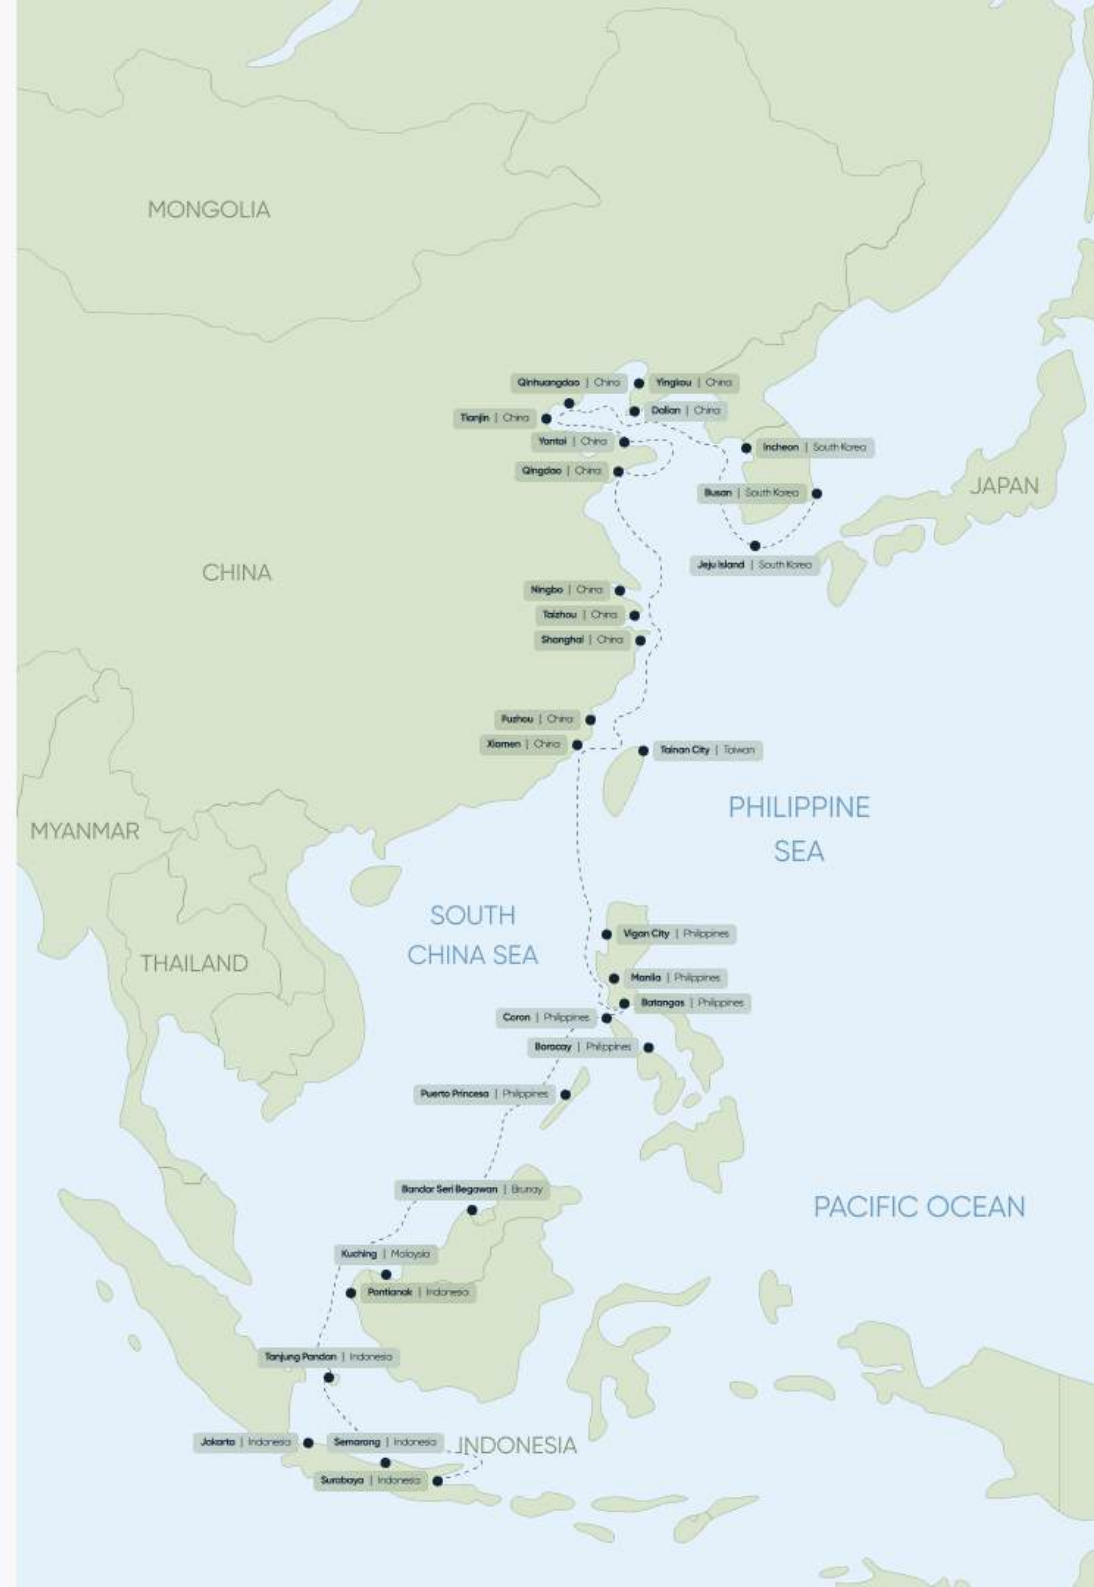 MONGOLIA
Qinhuangdao | China
Yingkou | China
Dalian | China
Tianjin | China
Yantai | China
Incheon | South Korea
Qingdao | China
JAPAN
Busan | South Korea
Jeju Island | South Korea
CHINA
Ningbo | China
Taizhou | China
Shanghai | China
Fuzhou | China
Xiamen | China
Tainan City | Taiwan
PHILIPPINE
SEA
MYANMAR
SOUTH
CHINA SEA
Vigan City | Philippines
THAILAND
Manila | Philippines
Batangas | Philippines
Coron | Philippines
Boracay | Philippines
Puerto Princesa | Philippines
Bandar Seri Begawan | Brunay
PACIFIC OCEAN
Kuching | Malaysia
Pontianak | Indonesia
Tanjung Pandan | Indonesia
Jakarta | Indonesia
Semarang | Indonesia
INDONESIA
Surabaya | Indonesia